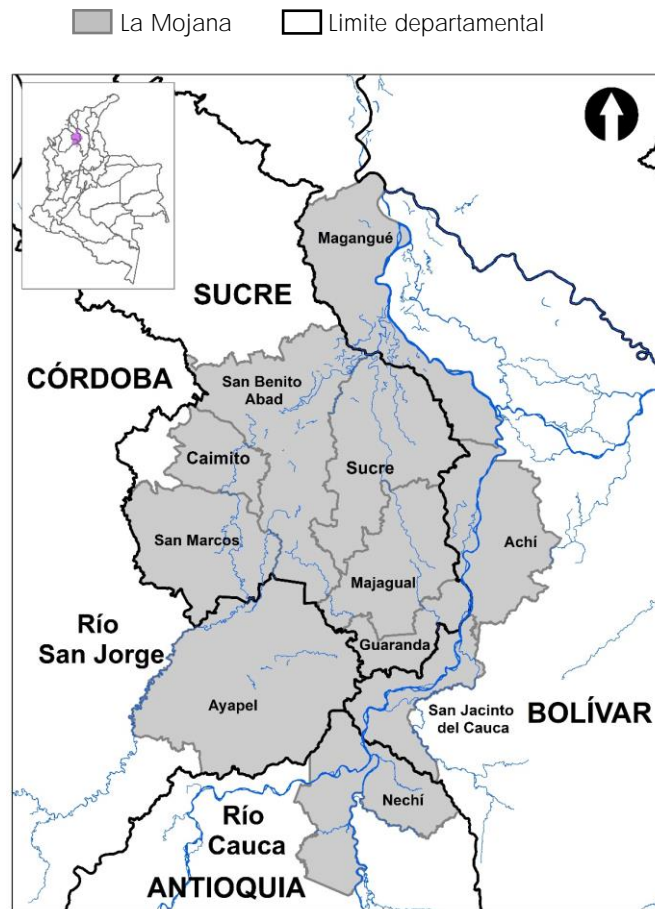 La Mojana
Limite departamental
Magangué
SUCRE
CÓRDOBA
San Benito
Abad
Caimito
Sucre
San Marcos
Achí
Majagual
Río
San Jorge
Guaranda
Ayapel
San Jacinto
del Cauca
BOLÍVAR
Nechí
Río
Cauca
ANTIOQUIA